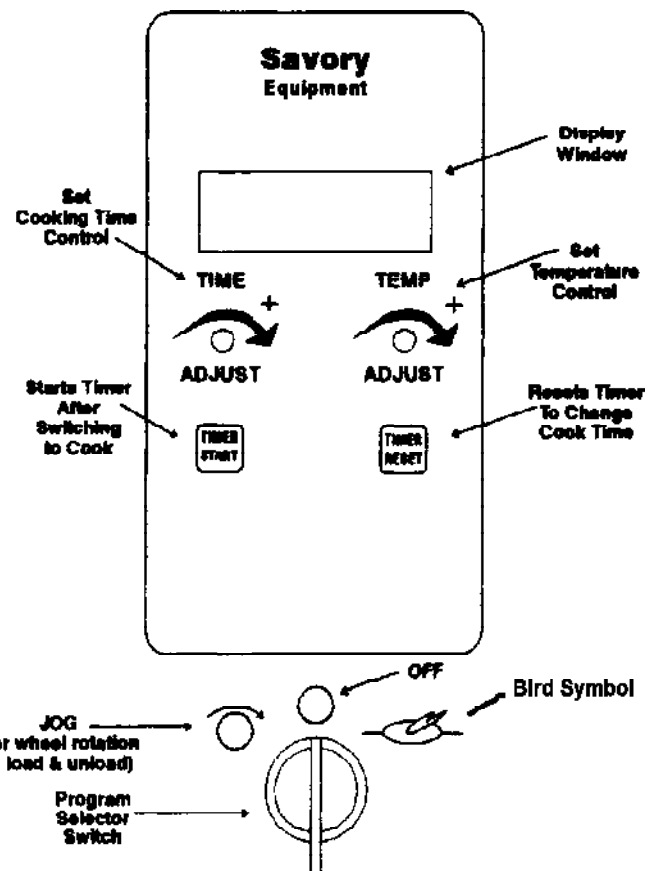 Savory
Equipment
Display
Window
Set
Cooking Time
Control
TIME
TEMP
Set
Temperature
Control
+
+
ADJUST
ADJUST
Starts Timer
After
Switching
to Cook
TIMER
START
TIMER
RESET
Resets Timer
To Change
Cook Time
OFF
Bird Symbol
JOG
wheel rotation
load & unload)
Program
Selector
Switch